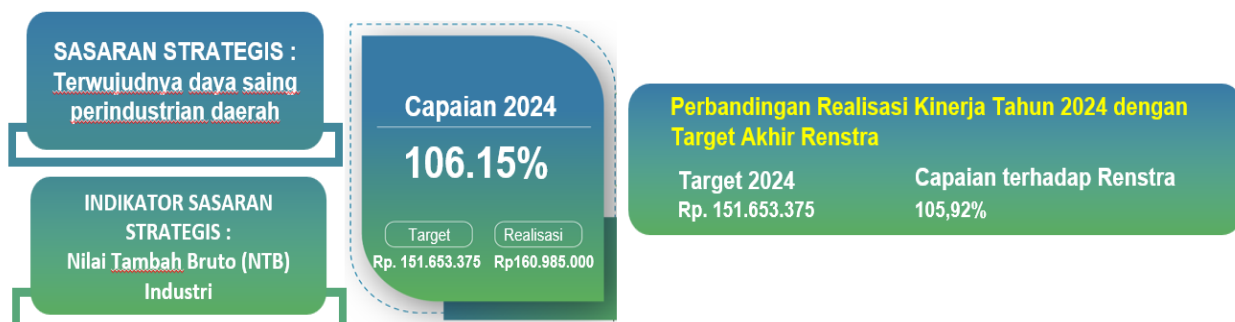 SASARAN STRATEGIS :
Terwujudnya daya saing
perindustrian daerah
INDIKATOR SASARAN
STRATEGIS :
Nilai Tambah Bruto (NTB)
Industri
Capaian 2024
106.15%
Target Realisasi
Rp. 151.653.375 Rp160.985.000
Perbandingan Realisasi Kinerja Tahun 2024 dengan
Target Akhir Renstra
Target 2024 Capaian terhadap Renstra
Rp. 151.653.375 105,92%